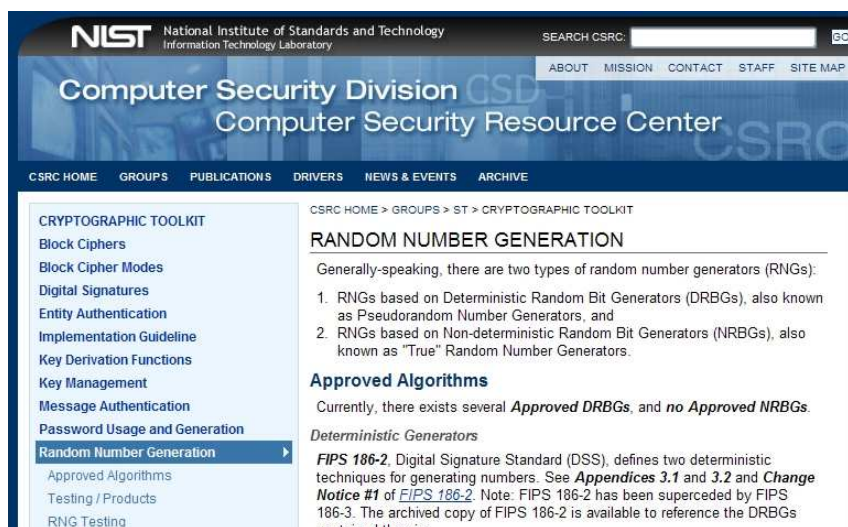 NIST National Institute of Standards and Technology
Information Technology Laboratory
SEARCH CSRC:
GO
ABOUT MISSION CONTACT STAFF SITE MAP
Computer Security Division
CSD
Computer Security Resource Center
CSRC
CSRC HOME GROUPS PUBLICATIONS DRIVERS NEWS & EVENTS ARCHIVE
CRYPTOGRAPHIC TOOLKIT
Block Ciphers
Block Cipher Modes
Digital Signatures
Entity Authentication
Implementation Guideline
Key Derivation Functions
Key Management
Message Authentication
Password Usage and Generation
Random Number Generation
Approved Algorithms
Testing / Products
RNG Testing
CSRC HOME > GROUPS > ST > CRYPTOGRAPHIC TOOLKIT
RANDOM NUMBER GENERATION
Generally-speaking, there are two types of random number generators (RNGs):
1. RNGs based on Deterministic Random Bit Generators (DRBGs), also known
as Pseudorandom Number Generators, and
2. RNGs based on Non-deterministic Random Bit Generators (NRBGs), also
known as "True" Random Number Generators.
Approved Algorithms
Currently, there exists several Approved DRBGs, and no Approved NRBGs.
Deterministic Generators
FIPS 186-2, Digital Signature Standard (DSS), defines two deterministic
techniques for generating numbers. See Appendices 3.1 and 3.2 and Change
Notice #1 of FIPS 186-2. Note: FIPS 186-2 has been superceded by FIPS
186-3. The archived copy of FIPS 186-2 is available to reference the DRBGs